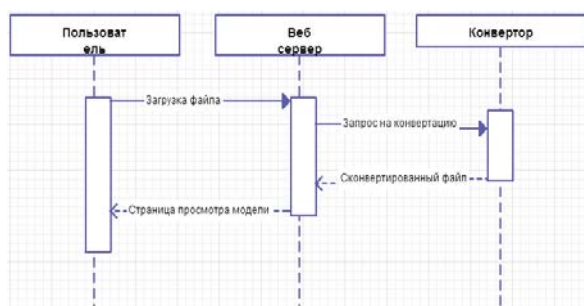 Пользоват
ель
Веб
сервер
Конвертор
Загрузка файла
Запрос на конвертацию
Сконвертированный файл
Страница просмотра модели